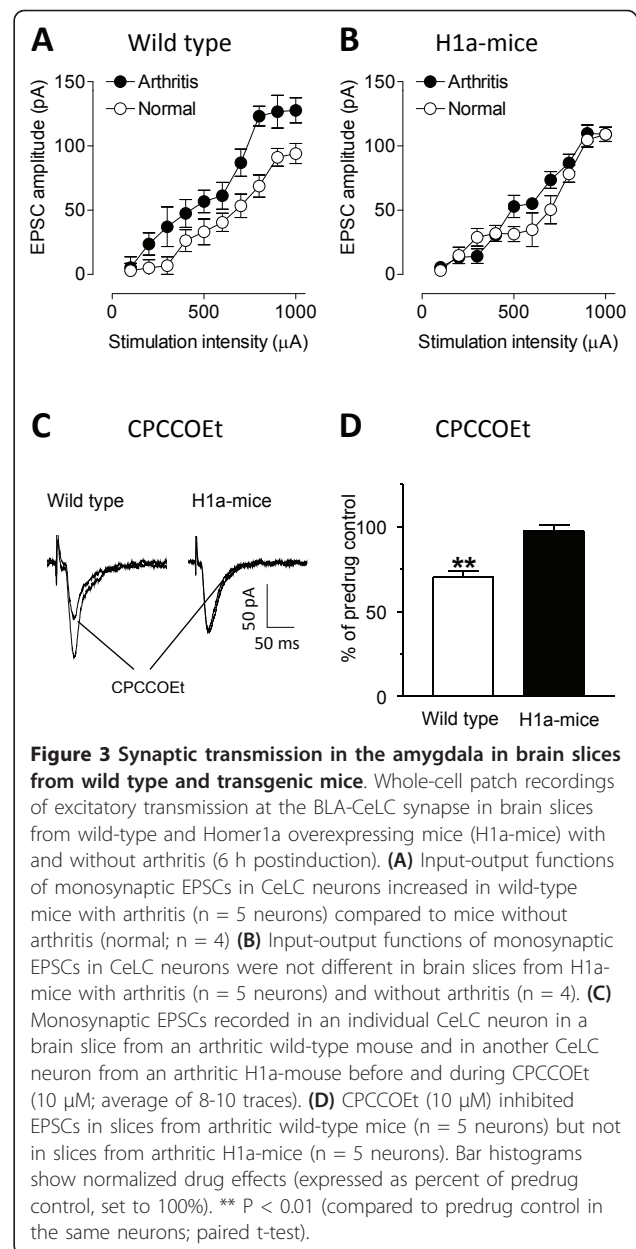 A Wild type
B H1a-mice
EPSC amplitude (pA)
150
100
50
0
Arthritis
Normal
0 500 1000
Stimulation intensity (µA)
EPSC amplitude (pA)
150
100
50
0
Arthritis
Normal
0 500 1000
Stimulation intensity (µA)
C CPCCOEt
Wild type H1a-mice
50 pA
50 ms
CPCCOEt
D CPCCOEt
% of predrug control
100
50
0
**
Wild type H1a-mice
Figure 3 Synaptic transmission in the amygdala in brain slices
from wild type and transgenic mice. Whole-cell patch recordings
of excitatory transmission at the BLA-CeLC synapse in brain slices
from wild-type and Homer1a overexpressing mice (H1a-mice) with
and without arthritis (6 h postinduction). (A) Input-output functions
of monosynaptic EPSCs in CeLC neurons increased in wild-type
mice with arthritis (n = 5 neurons) compared to mice without
arthritis (normal; n = 4) (B) Input-output functions of monosynaptic
EPSCs in CeLC neurons were not different in brain slices from H1a-
mice with arthritis (n = 5 neurons) and without arthritis (n = 4). (C)
Monosynaptic EPSCs recorded in an individual CeLC neuron in a
brain slice from an arthritic wild-type mouse and in another CeLC
neuron from an arthritic H1a-mouse before and during CPCCOEt
(10 µM; average of 8-10 traces). (D) CPCCOEt (10 µM) inhibited
EPSCs in slices from arthritic wild-type mice (n = 5 neurons) but not
in slices from arthritic H1a-mice (n = 5 neurons). Bar histograms
show normalized drug effects (expressed as percent of predrug
control, set to 100%). ** P < 0.01 (compared to predrug control in
the same neurons; paired t-test).